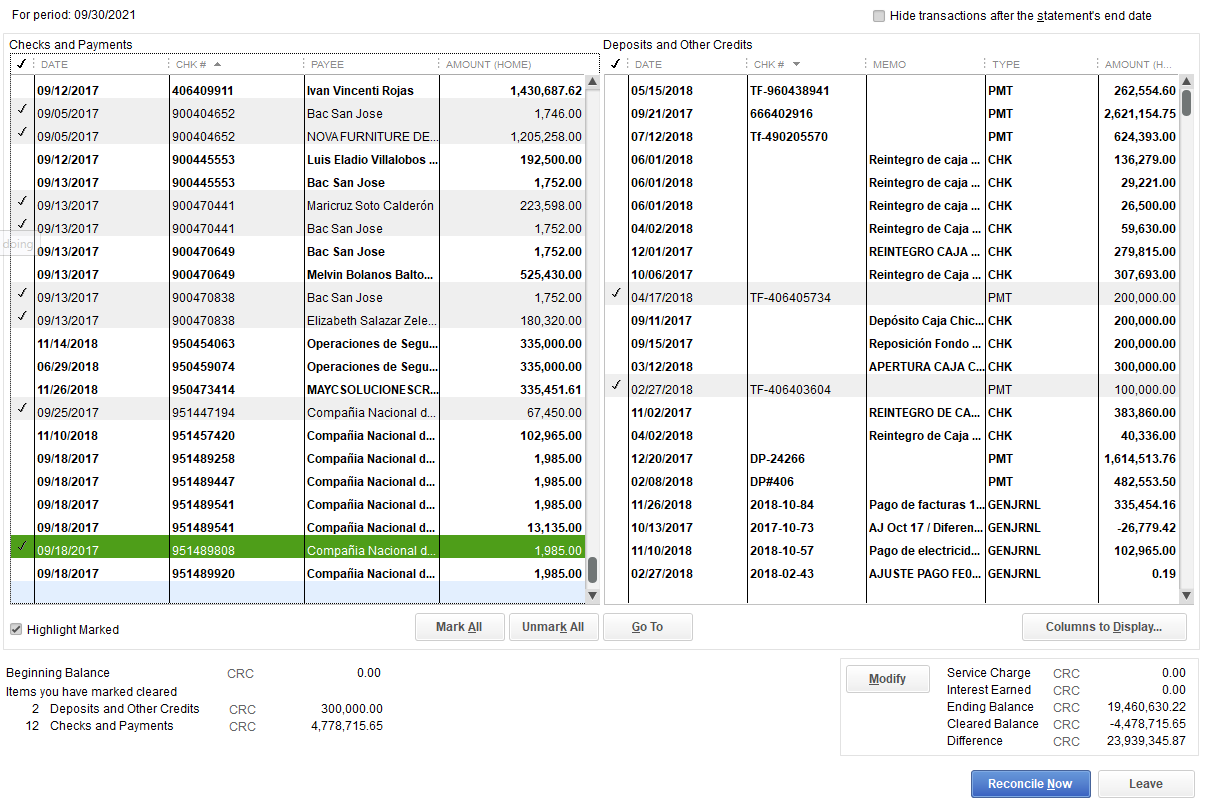 For period: 09/30/2021
Hide transactions after the statement's end date
Checks and Payments
✓ DATE CHK # PAYEE AMOUNT (HOME)
09/12/2017 406409911 Ivan Vincenti Rojas 1,430,687.62
✓ 09/05/2017 900404652 Bac San Jose 1,746.00
✓ 09/05/2017 900404652 NOVA FURNITURE DE... 1,205,258.00
09/12/2017 900445553 Luis Eladio Villalobos ... 192,500.00
09/13/2017 900445553 Bac San Jose 1,752.00
✓ 09/13/2017 900470441 Maricruz Soto Calderón 223,598.00
✓ 09/13/2017 900470441 Bac San Jose 1,752.00
doing
09/13/2017 900470649 Bac San Jose 1,752.00
09/13/2017 900470649 Melvin Bolanos Balto... 525,430.00
✓ 09/13/2017 900470838 Bac San Jose 1,752.00
✓ 09/13/2017 900470838 Elizabeth Salazar Zele... 180,320.00
11/14/2018 950454063 Operaciones de Segu... 335,000.00
06/29/2018 950459074 Operaciones de Segu... 335,000.00
11/26/2018 950473414 MAYCSOLUCIONESCR... 335,451.61
✓ 09/25/2017 951447194 Compañia Nacional d... 67,450.00
11/10/2018 951457420 Compañia Nacional d... 102,965.00
09/18/2017 951489258 Compañia Nacional d... 1,985.00
09/18/2017 951489447 Compañia Nacional d... 1,985.00
09/18/2017 951489541 Compañia Nacional d... 1,985.00
09/18/2017 951489541 Compañia Nacional d... 13,135.00
✓ 09/18/2017 951489808 Compañia Nacional d... 1,985.00
09/18/2017 951489920 Compañia Nacional d... 1,985.00
Deposits and Other Credits
✓ DATE CHK # MEMO TYPE AMOUNT (H...
05/15/2018 TF-960438941 PMT 262,554.60
09/21/2017 666402916 PMT 2,621,154.75
07/12/2018 Tf-490205570 PMT 624,393.00
06/01/2018 Reintegro de caja ... CHK 136,279.00
06/01/2018 Reintegro de caja ... CHK 29,221.00
06/01/2018 Reintegro de caja ... CHK 26,500.00
04/02/2018 Reintegro de Caja ... CHK 59,630.00
12/01/2017 REINTEGRO CAJA ... CHK 279,815.00
10/06/2017 Reintegro de Caja ... CHK 307,693.00
✓ 04/17/2018 TF-406405734 PMT 200,000.00
09/11/2017 Depósito Caja Chic... CHK 200,000.00
09/15/2017 Reposición Fondo ... CHK 200,000.00
03/12/2018 APERTURA CAJA C... CHK 300,000.00
✓ 02/27/2018 TF-406403604 PMT 100,000.00
11/02/2017 REINTEGRO DE CA... CHK 383,860.00
04/02/2018 Reintegro de Caja ... CHK 40,336.00
12/20/2017 DP-24266 PMT 1,614,513.76
02/08/2018 DP#406 PMT 482,553.50
11/26/2018 2018-10-84 Pago de facturas 1... GENJRNL 335,454.16
10/13/2017 2017-10-73 AJ Oct 17 / Diferen... GENJRNL -26,779.42
11/10/2018 2018-10-57 Pago de electricid... GENJRNL 102,965.00
02/27/2018 2018-02-43 AJUSTE PAGO FE0... GENJRNL 0.19
Highlight Marked
Mark All Unmark All Go To Columns to Display...
Beginning Balance CRC 0.00
Items you have marked cleared
2 Deposits and Other Credits CRC 300,000.00
12 Checks and Payments CRC 4,778,715.65
Modify
Service Charge CRC 0.00
Interest Earned CRC 0.00
Ending Balance CRC 19,460,630.22
Cleared Balance CRC -4,478,715.65
Difference CRC 23,939,345.87
Reconcile Now Leave